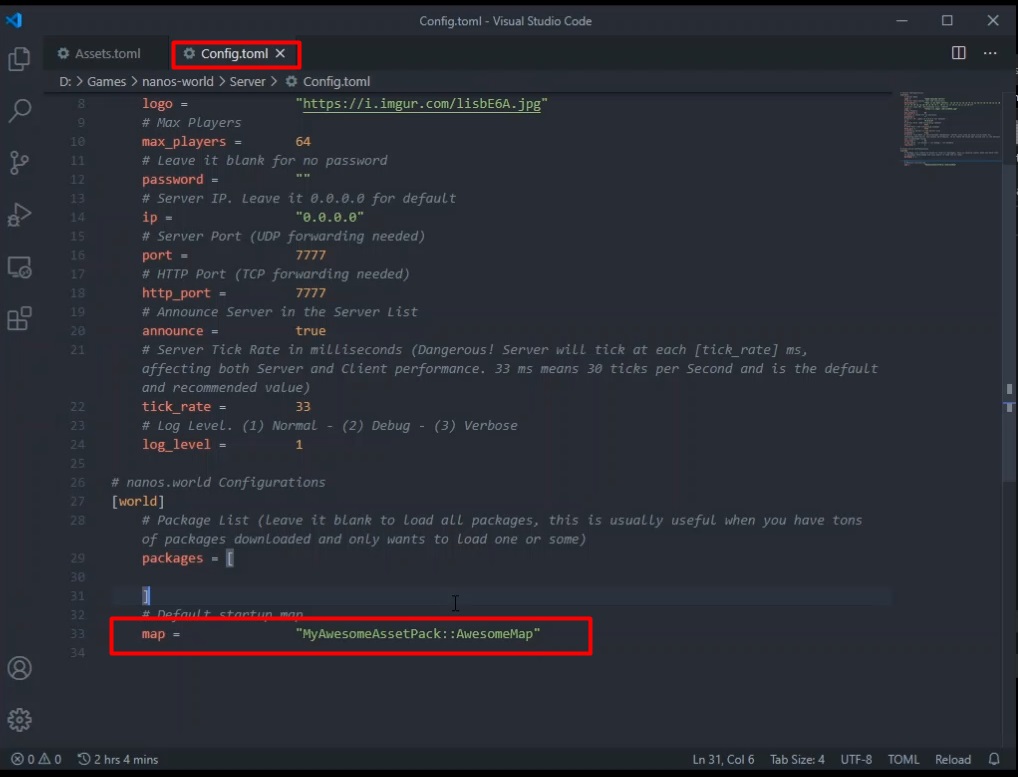 Config.toml - Visual Studio Code
Assets.toml
Config.toml
D: > Games > nanos-world > Server > Config.toml
8 logo = "https://i.imgur.com/lisbE6A.jpg"
9 # Max Players
10 max_players = 64
11 # Leave it blank for no password
12 password = ""
13 # Server IP. Leave it 0.0.0.0 for default
14 ip = "0.0.0.0"
15 # Server Port (UDP forwarding needed)
16 port = 7777
17 # HTTP Port (TCP forwarding needed)
18 http_port = 7777
19 # Announce Server in the Server List
20 announce = true
21 # Server Tick Rate in milliseconds (Dangerous! Server will tick at each [tick_rate] ms,
affecting both Server and Client performance. 33 ms means 30 ticks per Second and is the default
and recommended value)
22 tick_rate = 33
23 # Log Level. (1) Normal - (2) Debug - (3) Verbose
24 log_level = 1
25
26 # nanos.world Configurations
27 [world]
28 # Package List (leave it blank to load all packages, this is usually useful when you have tons
of packages downloaded and only wants to load one or some)
29 packages = [
30
31 ]
32 # Default startup map
33 map = "MyAwesomeAssetPack::AwesomeMap"
34
0 0 2 hrs 4 mins Ln 31, Col 6 Tab Size: 4 UTF-8 TOML Reload